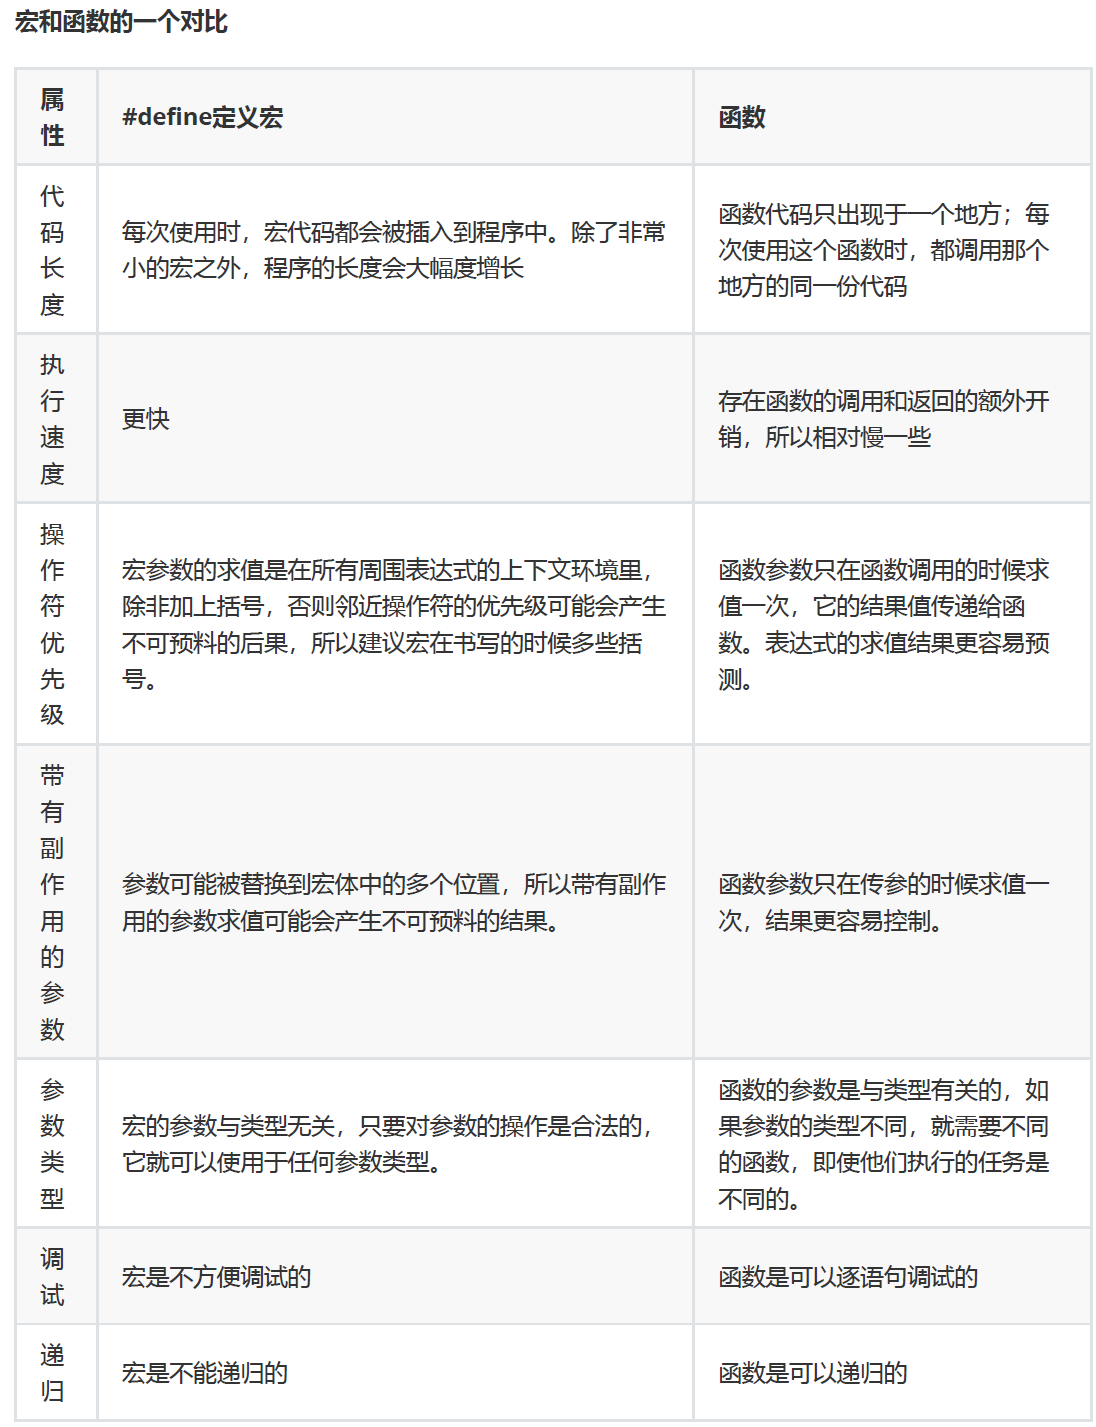 宏和函数的一个对比
属
性
#define定义宏
函数
代
码
长
度
每次使用时，宏代码都会被插入到程序中。除了非常
小的宏之外，程序的长度会大幅度增长
函数代码只出现于一个地方；每
次使用这个函数时，都调用那个
地方的同一份代码
执
行
速
度
更快
存在函数的调用和返回的额外开
销，所以相对慢一些
操
作
符
优
先
级
宏参数的求值是在所有周围表达式的上下文环境里，
除非加上括号，否则邻近操作符的优先级可能会产生
不可预料的后果，所以建议宏在书写的时候多些括
号。
函数参数只在函数调用的时候求
值一次，它的结果值传递给函
数。表达式的求值结果更容易预
测。
带
有
副
作
用
的
参
数
参数可能被替换到宏体中的多个位置，所以带有副作
用的参数求值可能会产生不可预料的结果。
函数参数只在传参的时候求值一
次，结果更容易控制。
参
数
类
型
宏的参数与类型无关，只要对参数的操作是合法的，
它就可以使用于任何参数类型。
函数的参数是与类型有关的，如
果参数的类型不同，就需要不同
的函数，即使他们执行的任务是
不同的。
调
试
宏是不方便调试的
函数是可以逐语句调试的
递
归
宏是不能递归的
函数是可以递归的